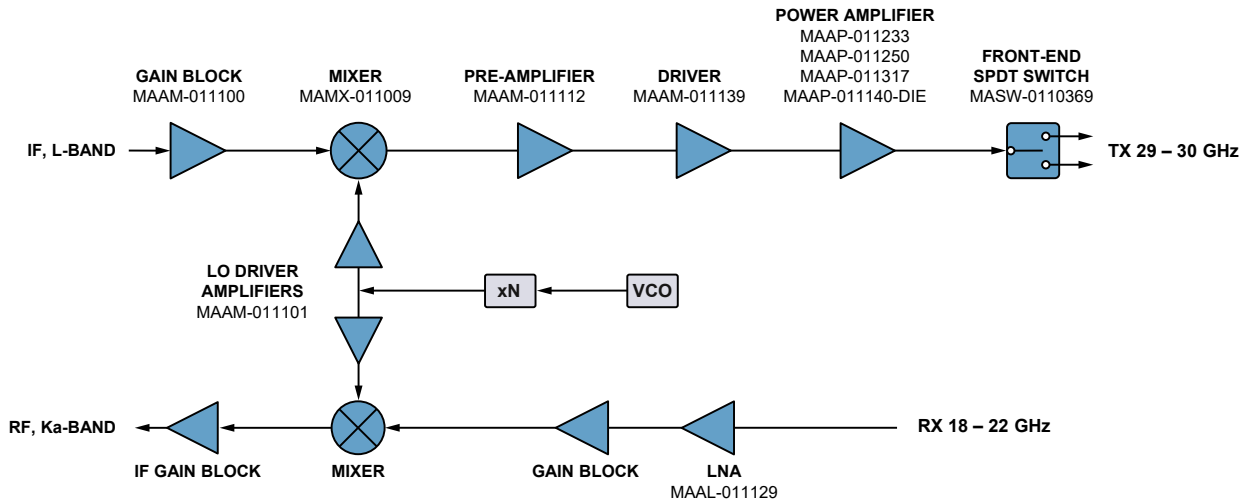 POWER AMPLIFIER
MAAP-011233
MAAP-011250
MAAP-011317
MAAP-011140-DIE
GAIN BLOCK
MAAM-011100
MIXER
MAMX-011009
PRE-AMPLIFIER
MAAM-011112
DRIVER
MAAM-011139
FRONT-END
SPDT SWITCH
MASW-0110369
IF, L-BAND
TX 29 – 30 GHz
LO DRIVER
AMPLIFIERS
MAAM-011101
xN
VCO
RF, Ka-BAND
RX 18 – 22 GHz
IF GAIN BLOCK
MIXER
GAIN BLOCK
LNA
MAAL-011129